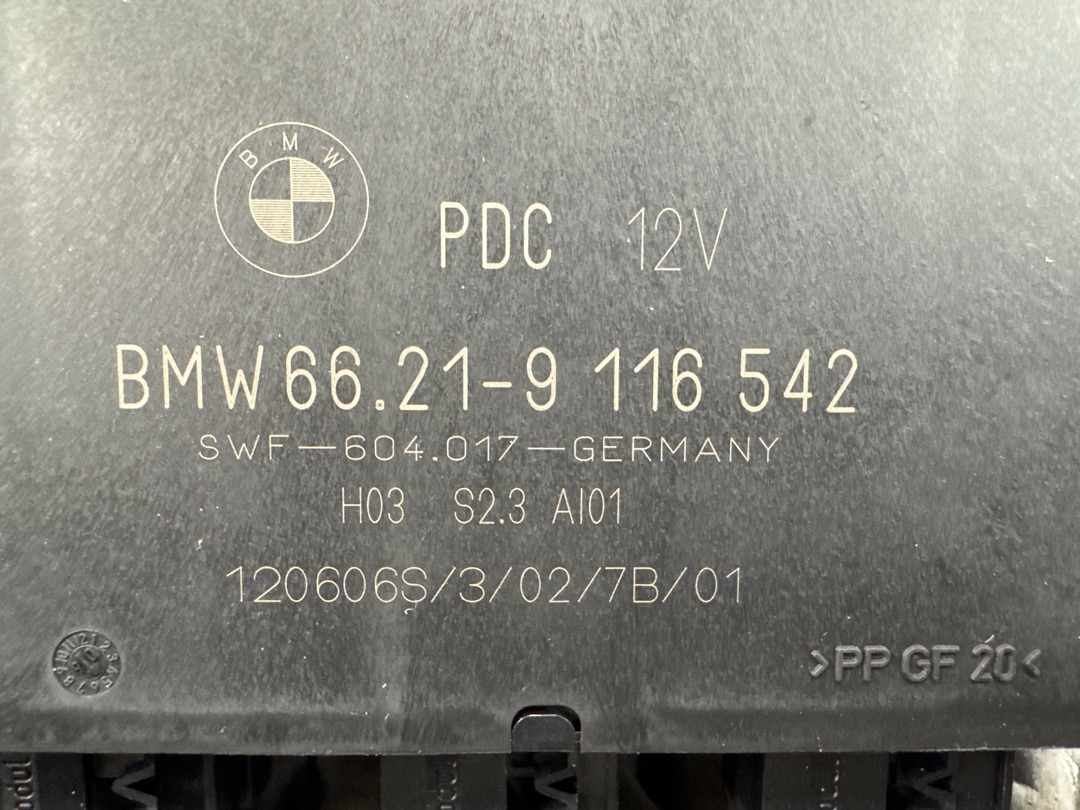 BMW
PDC 12V
BMW 66.21-9 116 542
SWF-604.017-GERMANY
H03 S2.3 AI01
120606S/3/02/7B/01
>PP GF 20<